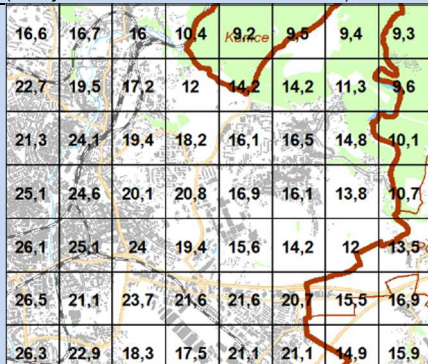 16,6 16,7 16 10,4 9,2 9,5 9,4 9,3
22,7 19,5 17,2 12 14,2 14,2 11,3 9,6
21,3 24,1 19,4 18,2 16,1 16,5 14,8 10,1
25,1 24,6 20,1 20,8 16,9 16,1 13,8 10,7
26,1 25,1 24 19,4 15,6 14,2 12 13,5
26,5 21,1 23,7 21,6 21,6 20,7 15,5 16,9
26,3 22,9 18,3 17,5 21,1 21,1 14,9 15,9